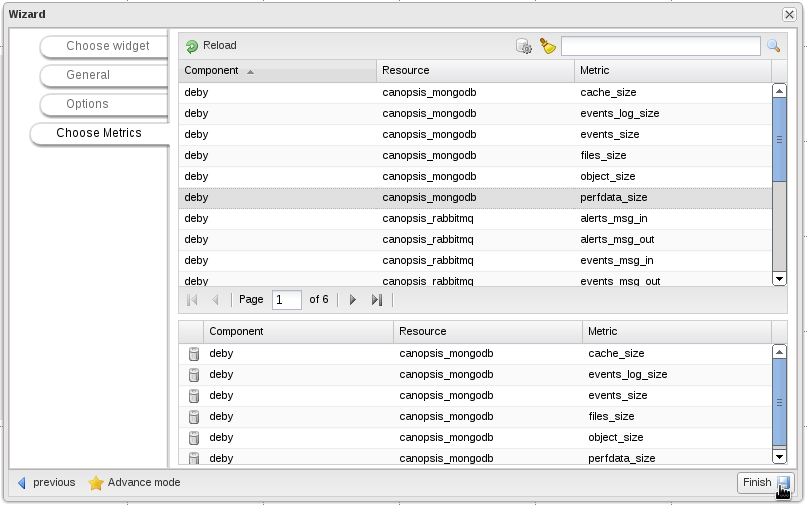 Wizard
Choose widget
General
Options
Choose Metrics
Reload
Component Resource Metric
deby canopsis_mongodb cache_size
deby canopsis_mongodb events_log_size
deby canopsis_mongodb events_size
deby canopsis_mongodb files_size
deby canopsis_mongodb object_size
deby canopsis_mongodb perfdata_size
deby canopsis_rabbitmq alerts_msg_in
deby canopsis_rabbitmq alerts_msg_out
deby canopsis_rabbitmq events_msg_in
deby canopsis_rabbitmq events_msg_out
Page 1 of 6
Component Resource Metric
deby canopsis_mongodb cache_size
deby canopsis_mongodb events_log_size
deby canopsis_mongodb events_size
deby canopsis_mongodb files_size
deby canopsis_mongodb object_size
deby canopsis_mongodb perfdata_size
previous Advance mode Finish